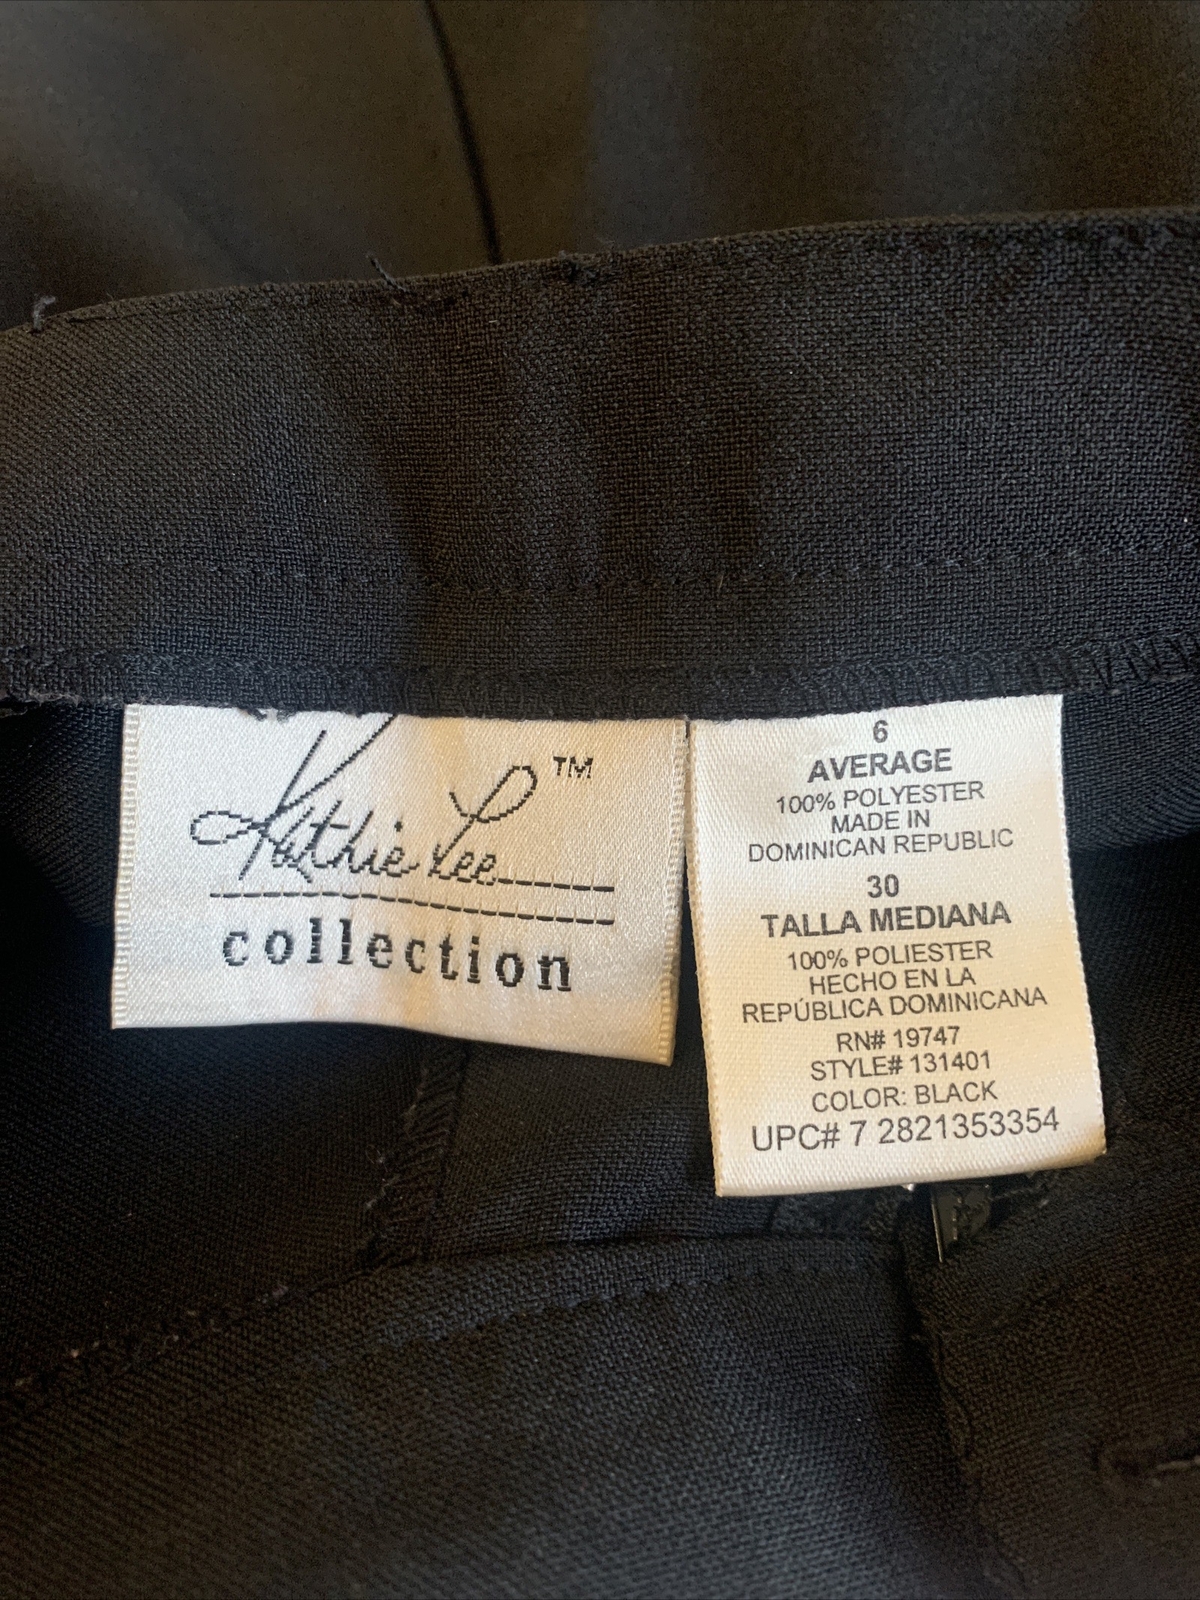 Kathie Lee™
collection
6
AVERAGE
100% POLYESTER
MADE IN
DOMINICAN REPUBLIC
30
TALLA MEDIANA
100% POLIESTER
HECHO EN LA
REPÚBLICA DOMINICANA
RN# 19747
STYLE# 131401
COLOR: BLACK
UPC# 7 2821353354